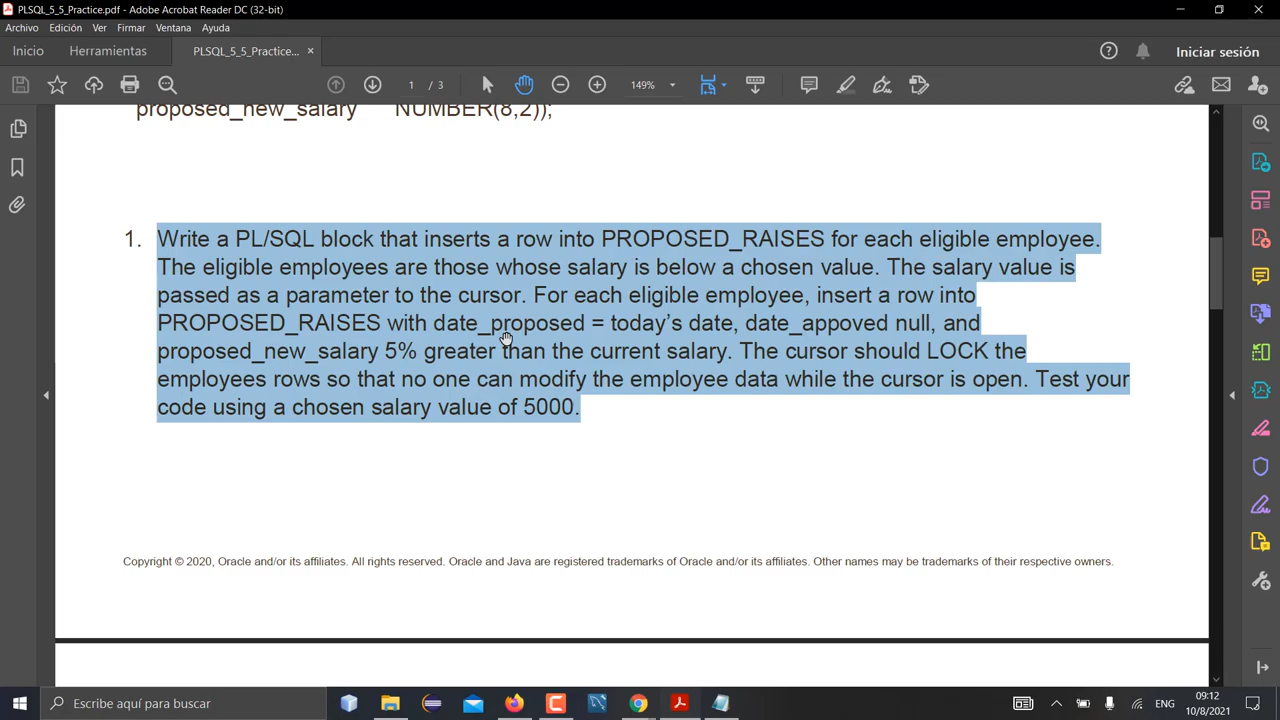 PLSQL_5_5_Practice.pdf - Adobe Acrobat Reader DC (32-bit)
Archivo Edición Ver Firmar Ventana Ayuda
Inicio Herramientas PLSQL_5_5_Practice... × Iniciar sesión
1 / 3 149%
proposed_new_salary NUMBER(8,2));
1. Write a PL/SQL block that inserts a row into PROPOSED_RAISES for each eligible employee.
The eligible employees are those whose salary is below a chosen value. The salary value is
passed as a parameter to the cursor. For each eligible employee, insert a row into
PROPOSED_RAISES with date_proposed = today’s date, date_appoved null, and
proposed_new_salary 5% greater than the current salary. The cursor should LOCK the
employees rows so that no one can modify the employee data while the cursor is open. Test your
code using a chosen salary value of 5000.
Copyright © 2020, Oracle and/or its affiliates. All rights reserved. Oracle and Java are registered trademarks of Oracle and/or its affiliates. Other names may be trademarks of their respective owners.
Escribe aquí para buscar
ENG
09:12
10/8/2021